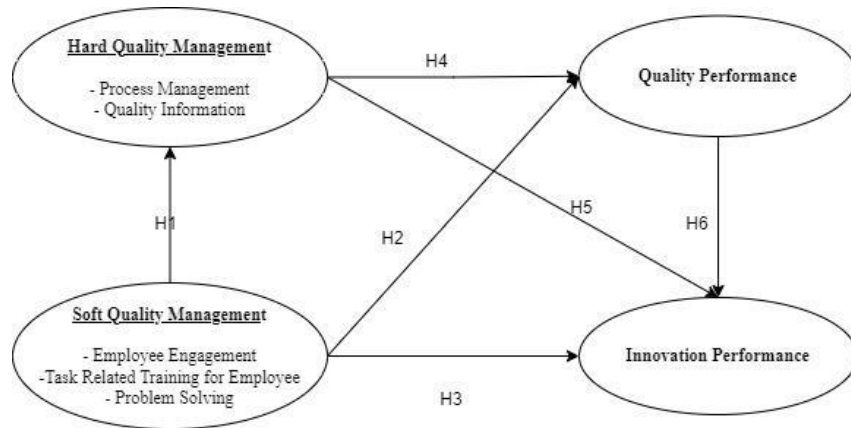 Hard Quality Management
- Process Management
- Quality Information
H4
Quality Performance
H1
H2
H5
H6
Soft Quality Management
- Employee Engagement
-Task Related Training for Employee
- Problem Solving
H3
Innovation Performance